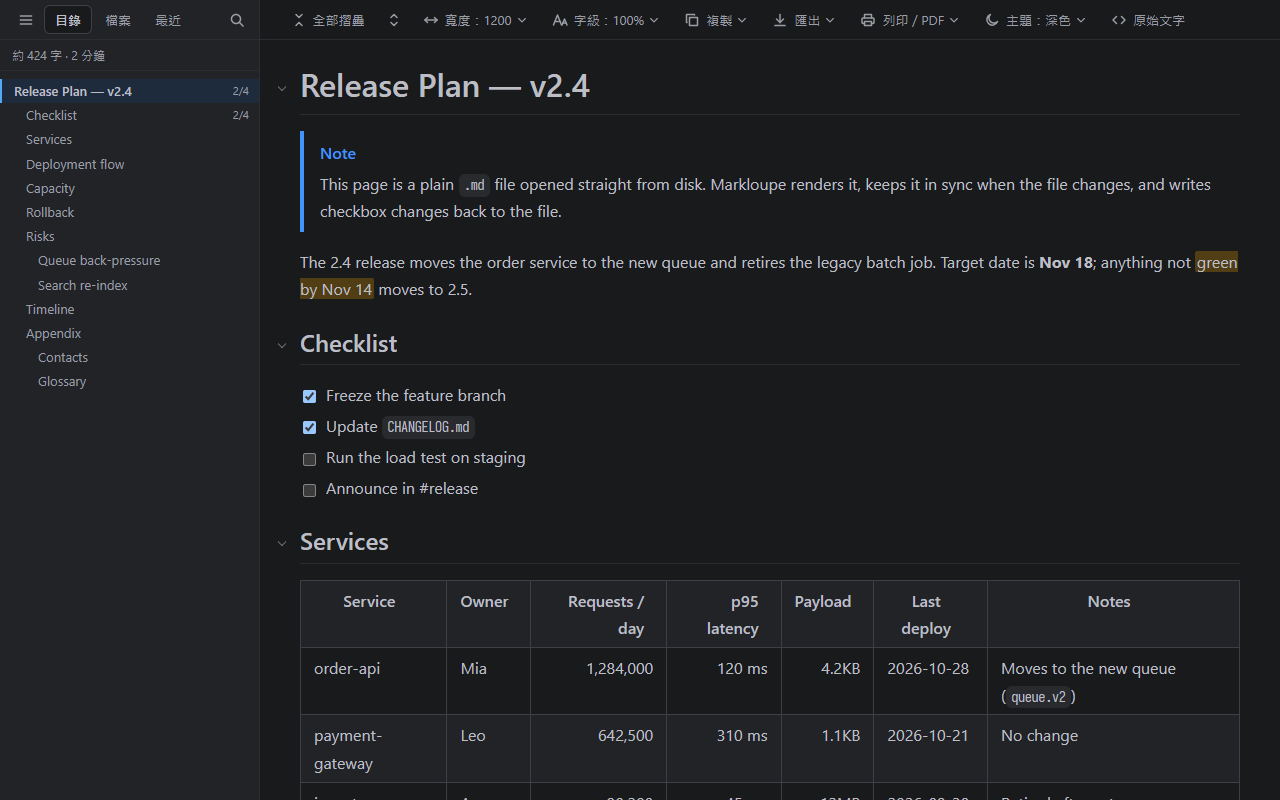 目錄 檔案 最近
全部摺疊 寬度：1200 字級：100% 複製 匯出 列印 / PDF 主題：深色 原始文字
約 424 字 · 2 分鐘
Release Plan — v2.4 2/4
Checklist 2/4
Services
Deployment flow
Capacity
Rollback
Risks
Queue back-pressure
Search re-index
Timeline
Appendix
Contacts
Glossary
Release Plan — v2.4
Note
This page is a plain .md file opened straight from disk. Markloupe renders it, keeps it in sync when the file changes, and writes
checkbox changes back to the file.
The 2.4 release moves the order service to the new queue and retires the legacy batch job. Target date is Nov 18; anything not green
by Nov 14 moves to 2.5.
Checklist
Freeze the feature branch
Update CHANGELOG.md
Run the load test on staging
Announce in #release
Services
Service Owner Requests / day p95 latency Payload Last deploy Notes
order-api Mia 1,284,000 120 ms 4.2KB 2026-10-28 Moves to the new queue
(queue.v2)
payment-gateway Leo 642,500 310 ms 1.1KB 2026-10-21 No change